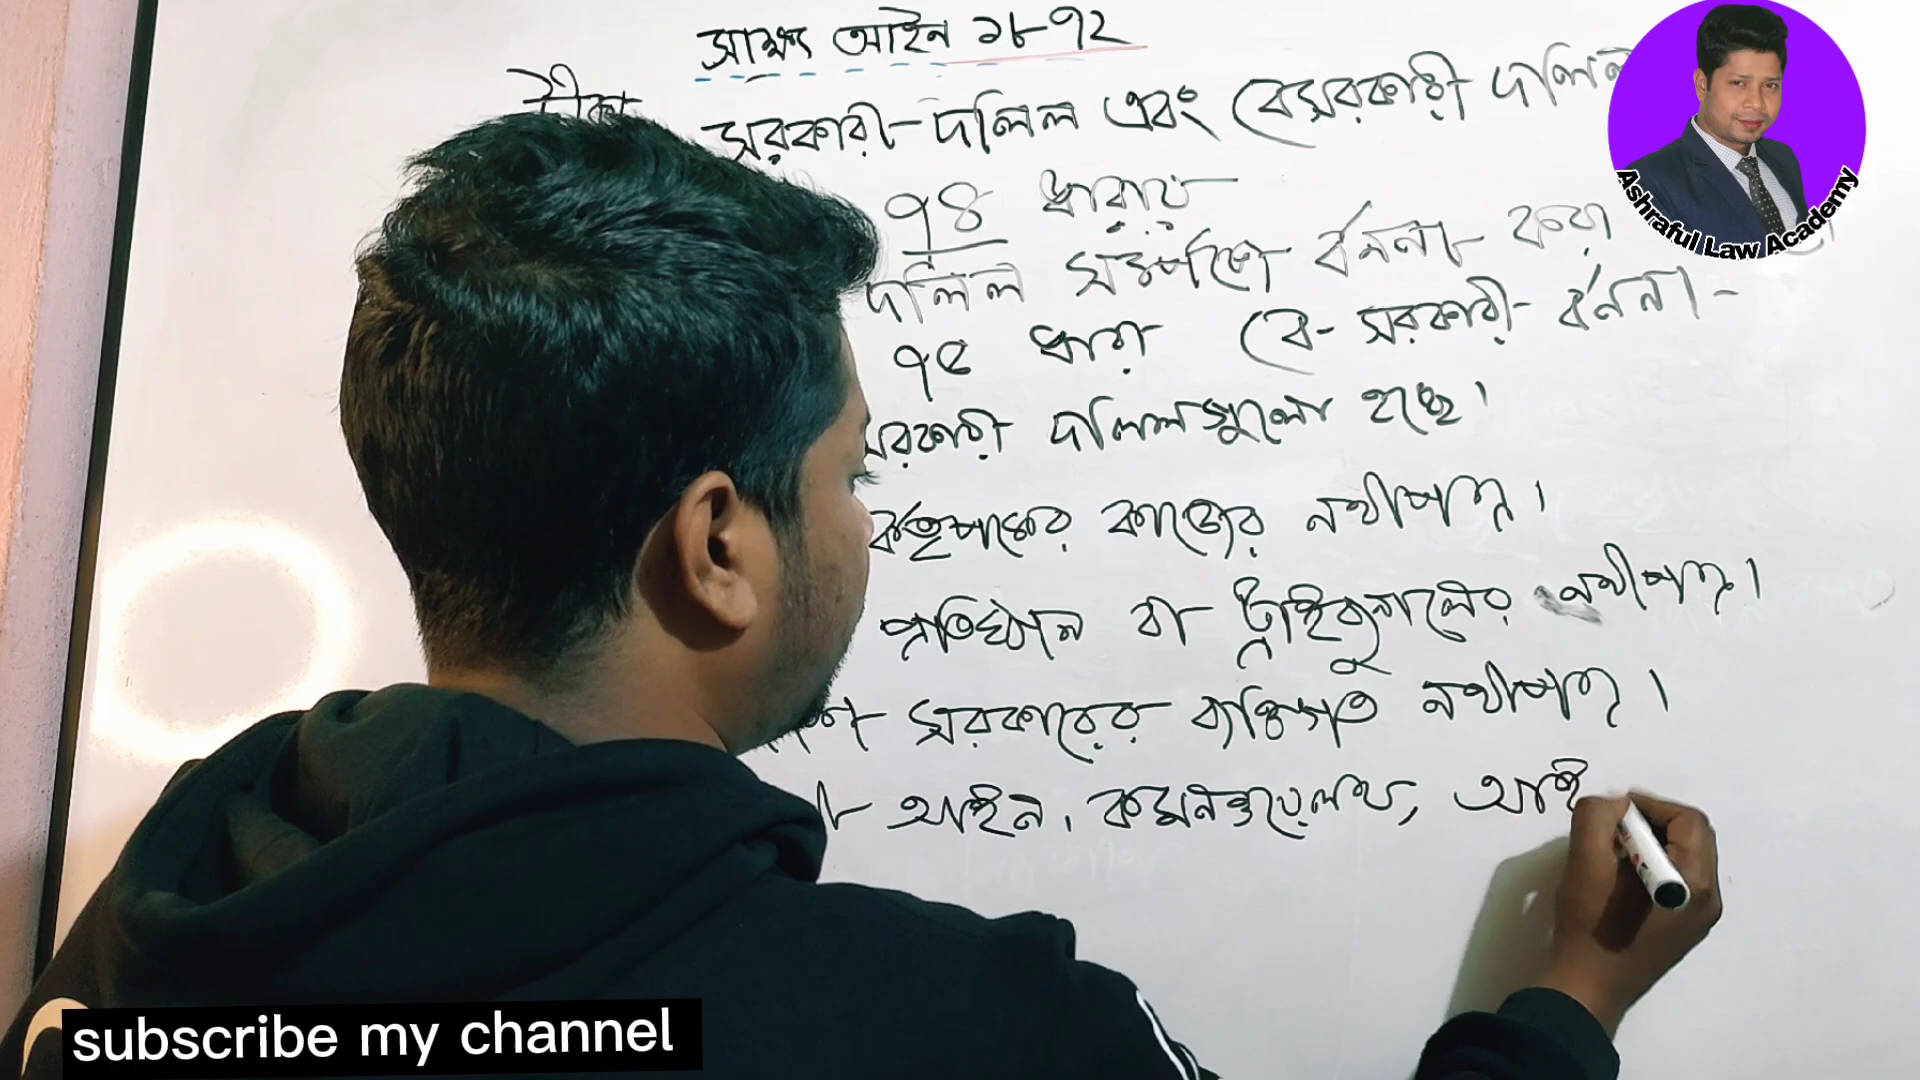 সাক্ষ্য আইন ১৮৭২
টীকা
সরকারী দলিল এবং বেসরকারী দলিল
৭৪ ধারায়
দলিল সম্পর্কে বর্ননা করা
৭৫ ধারা বে-সরকারী বর্ননা-
সরকারী দলিলগুলো হচ্ছে।
কর্তৃপক্ষের কাজের নথীপত্র।
প্রতিষ্ঠান বা ট্রাইব্যুনালের নথীপত্র।
সরকারের ব্যক্তিগত নথীপত্র।
আইন, কমনওয়েলথ, আই
Ashraful Law Academy
subscribe my channel